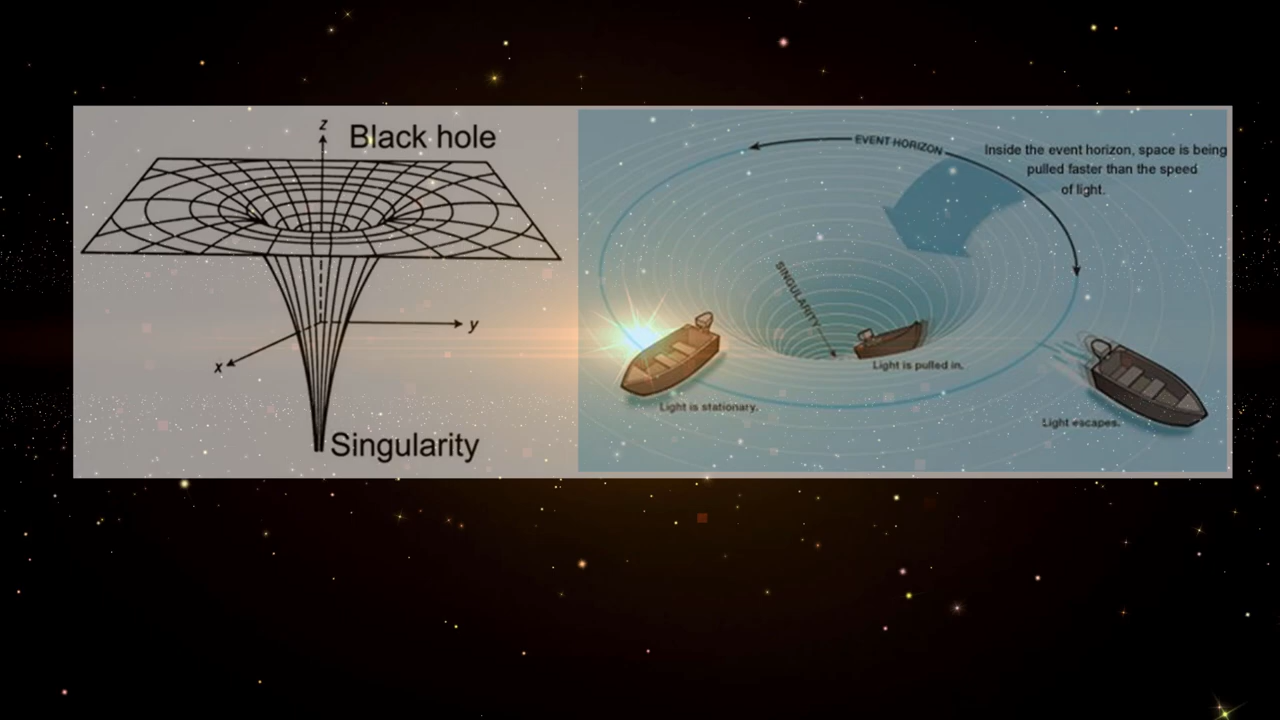 z
Black hole
y
x
Singularity
EVENT HORIZON
Inside the event horizon, space is being
pulled faster than the speed
of light.
SINGULARITY
Light is pulled in.
Light is stationary.
Light escapes.